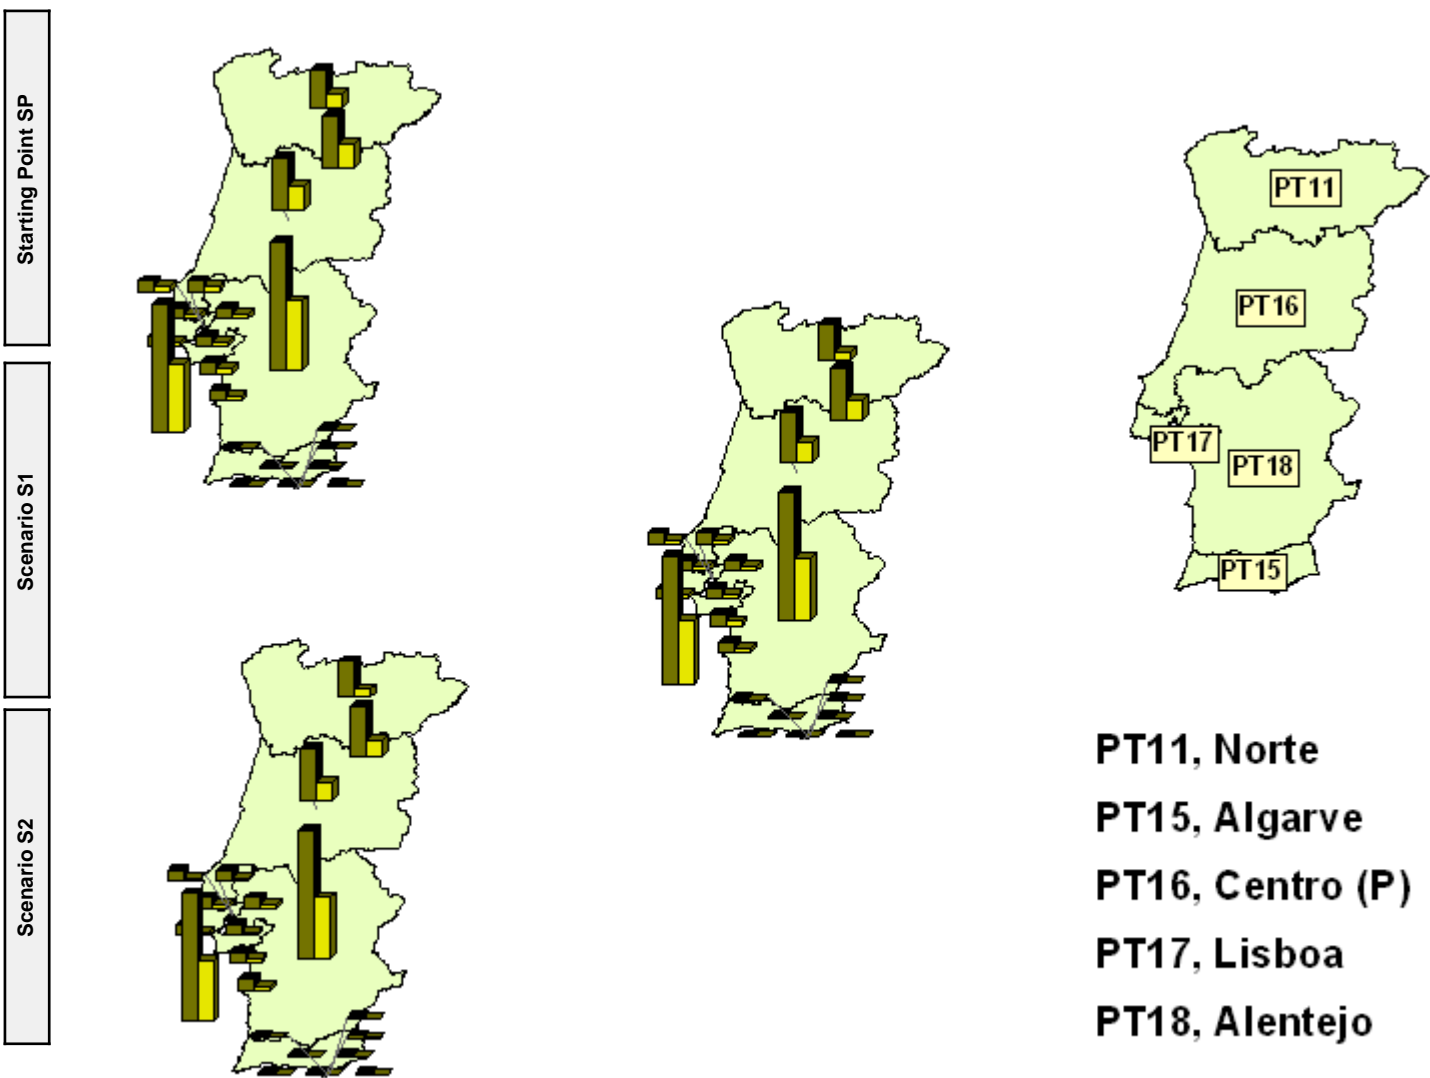 Starting Point SP
Scenario S1
Scenario S2
PT11
PT16
PT17
PT18
PT15
PT11, Norte
PT15, Algarve
PT16, Centro (P)
PT17, Lisboa
PT18, Alentejo